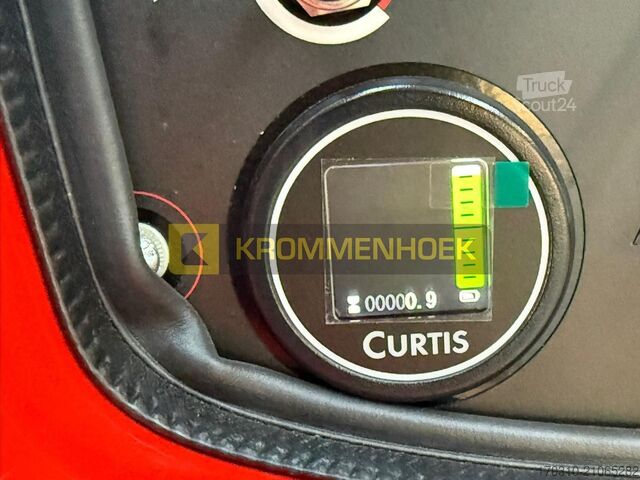 Truck
scout24
KROMMENHOEK
00000.9
CURTIS